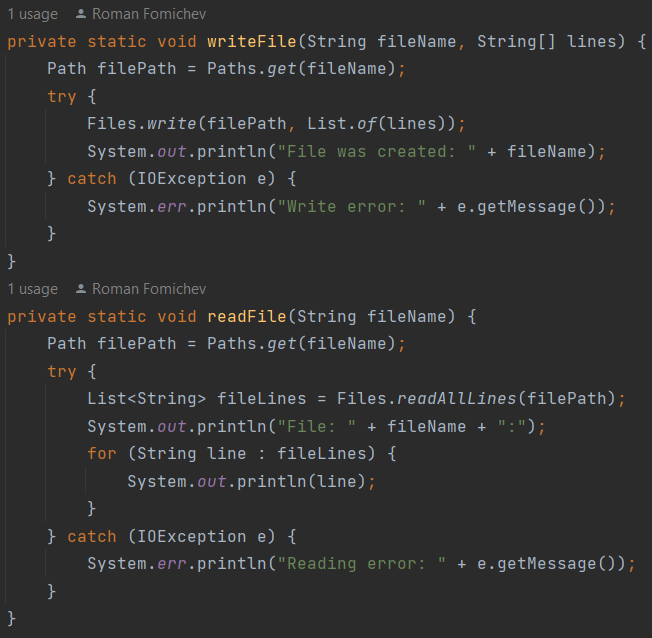 1 usage Roman Fomichev
private static void writeFile(String fileName, String[] lines) {
    Path filePath = Paths.get(fileName);
    try {
        Files.write(filePath, List.of(lines));
        System.out.println("File was created: " + fileName);
    } catch (IOException e) {
        System.err.println("Write error: " + e.getMessage());
    }
}
1 usage Roman Fomichev
private static void readFile(String fileName) {
    Path filePath = Paths.get(fileName);
    try {
        List<String> fileLines = Files.readAllLines(filePath);
        System.out.println("File: " + fileName + ":");
        for (String line : fileLines) {
            System.out.println(line);
        }
    } catch (IOException e) {
        System.err.println("Reading error: " + e.getMessage());
    }
}